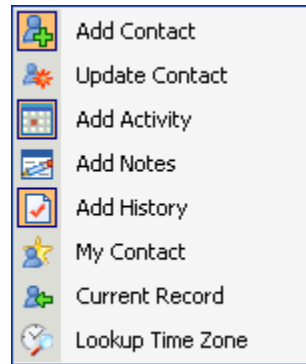 Add Contact
Update Contact
Add Activity
Add Notes
Add History
My Contact
Current Record
Lookup Time Zone